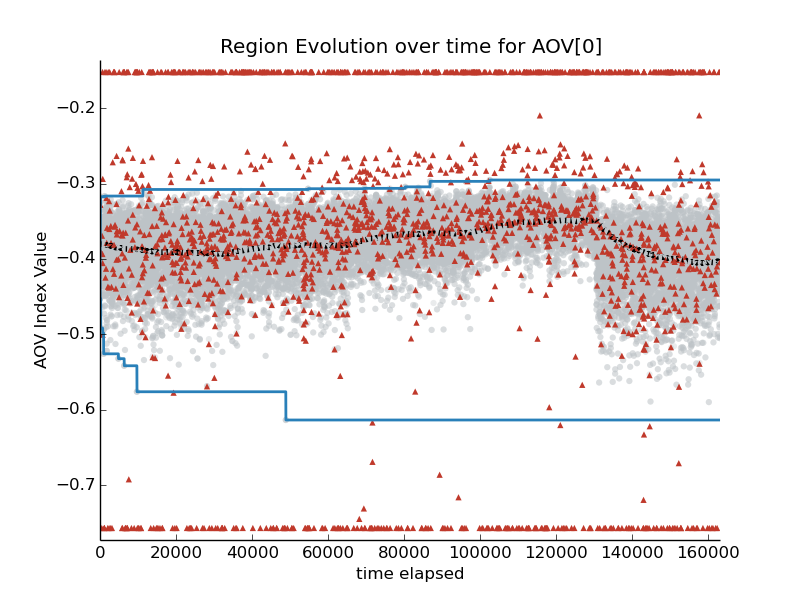 Region Evolution over time for AOV[0]
AOV Index Value
−0.2
−0.3
−0.4
−0.5
−0.6
−0.7
0 20000 40000 60000 80000 100000 120000 140000 160000
time elapsed